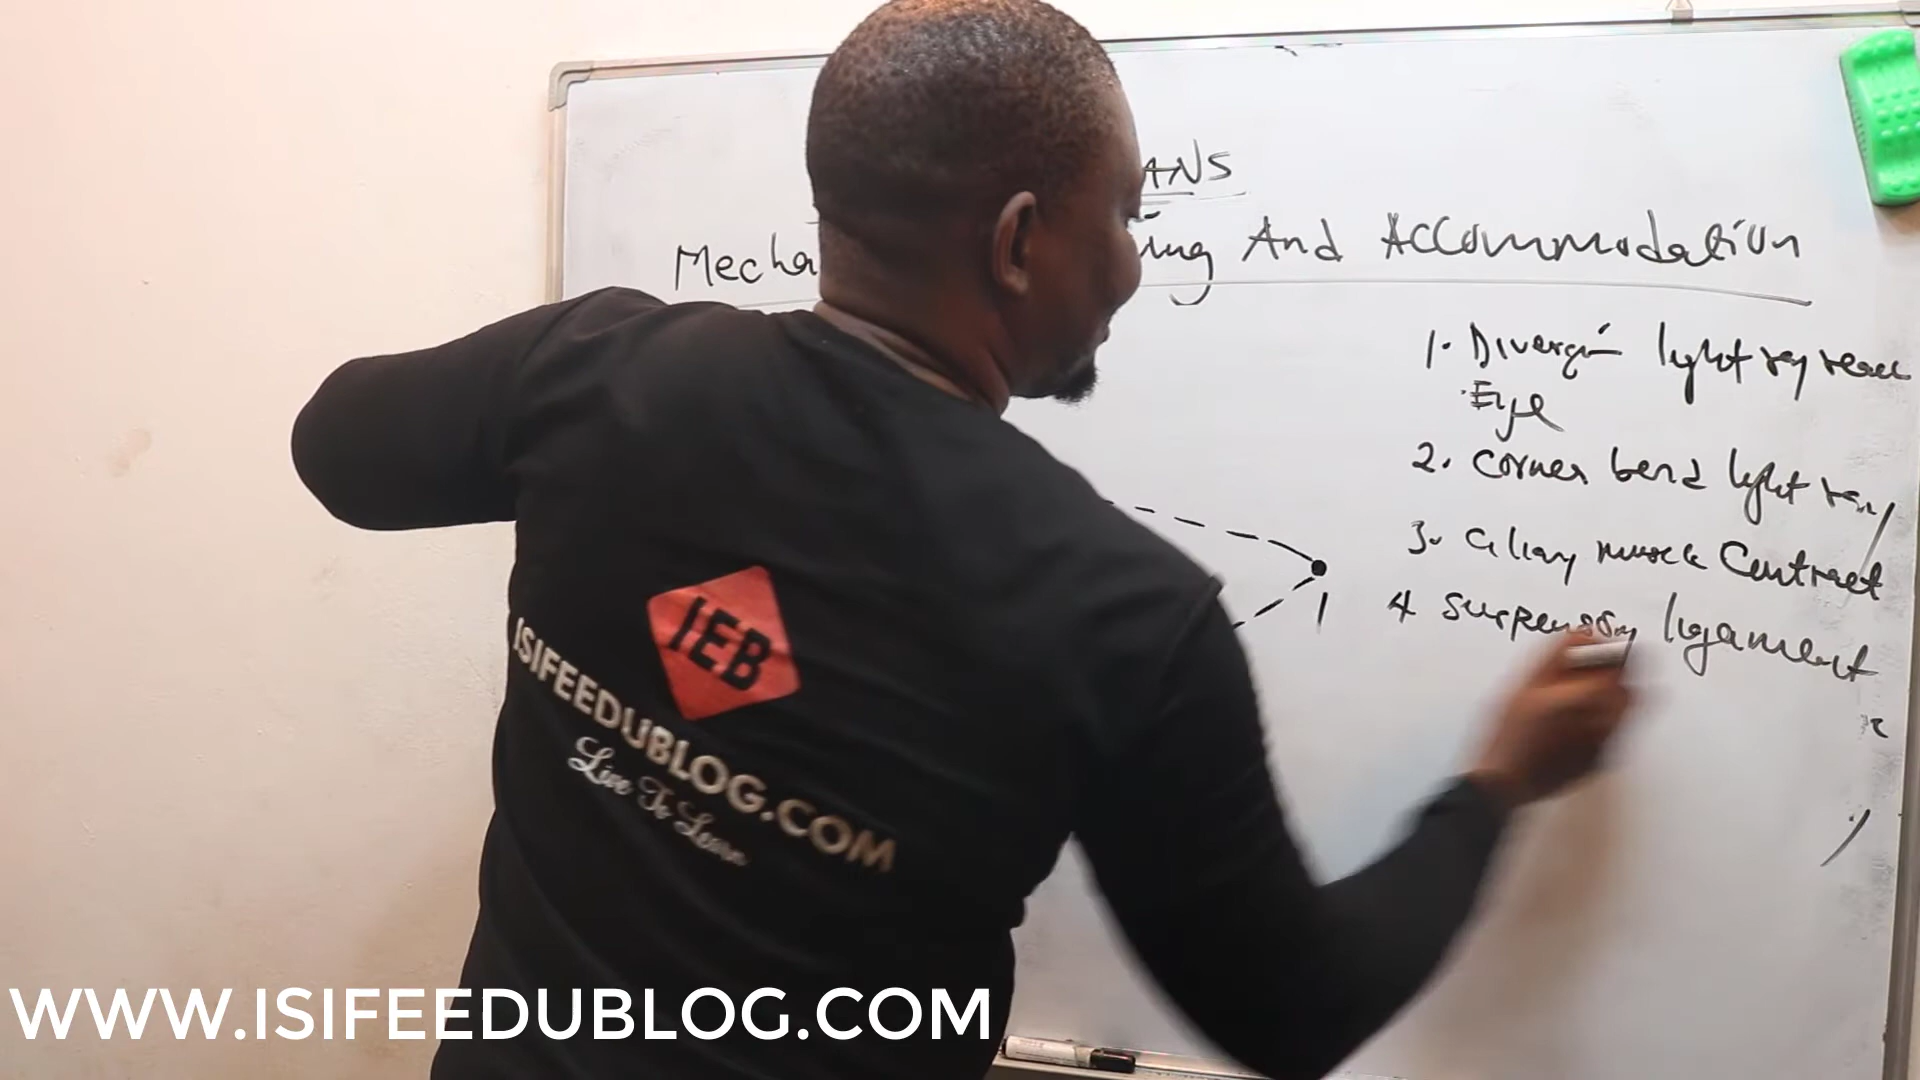 ANS
Mecha ing And Accommodation
1. Divergin light ray reach
Eye
2. Cornea bend light ray
3. Ciliary muscle Contract
4 Suspensory ligament
IEB
ISIFEEDUBLOG.COM
Live To Learn
WWW.ISIFEEDUBLOG.COM